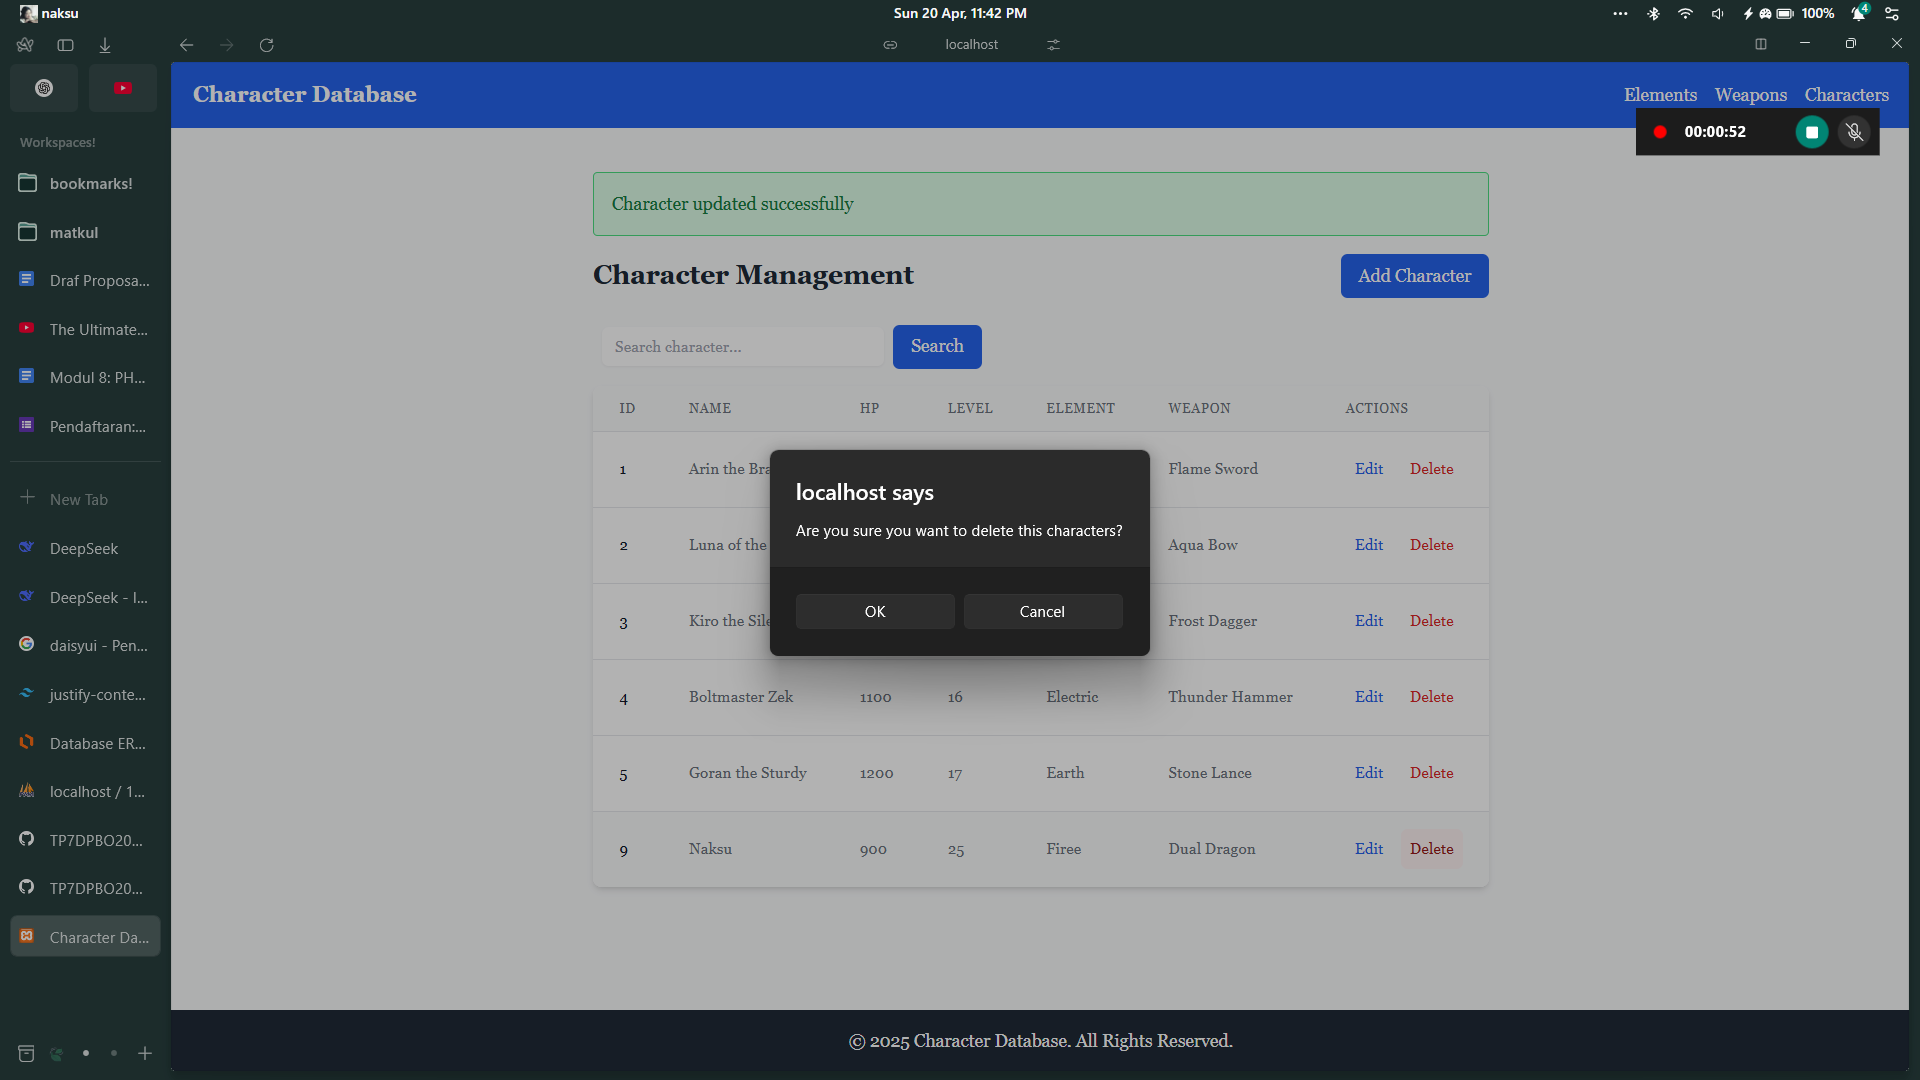 naksu
Sun 20 Apr, 11:42 PM
100%
4
localhost
Workspaces!
bookmarks!
matkul
Draf Proposa...
The Ultimate...
Modul 8: PH...
Pendaftaran:...
New Tab
DeepSeek
DeepSeek - I...
daisyui - Pen...
justify-conte...
Database ER...
localhost / 1...
TP7DPBO20...
TP7DPBO20...
Character Da...
Character Database
Elements Weapons Characters
00:00:52
Character updated successfully
Character Management
Add Character
Search character...
Search
ID NAME HP LEVEL ELEMENT WEAPON ACTIONS
1 Arin the Bra Flame Sword Edit Delete
2 Luna of the Aqua Bow Edit Delete
3 Kiro the Sile Frost Dagger Edit Delete
4 Boltmaster Zek 1100 16 Electric Thunder Hammer Edit Delete
5 Goran the Sturdy 1200 17 Earth Stone Lance Edit Delete
9 Naksu 900 25 Firee Dual Dragon Edit Delete
localhost says
Are you sure you want to delete this characters?
OK
Cancel
© 2025 Character Database. All Rights Reserved.